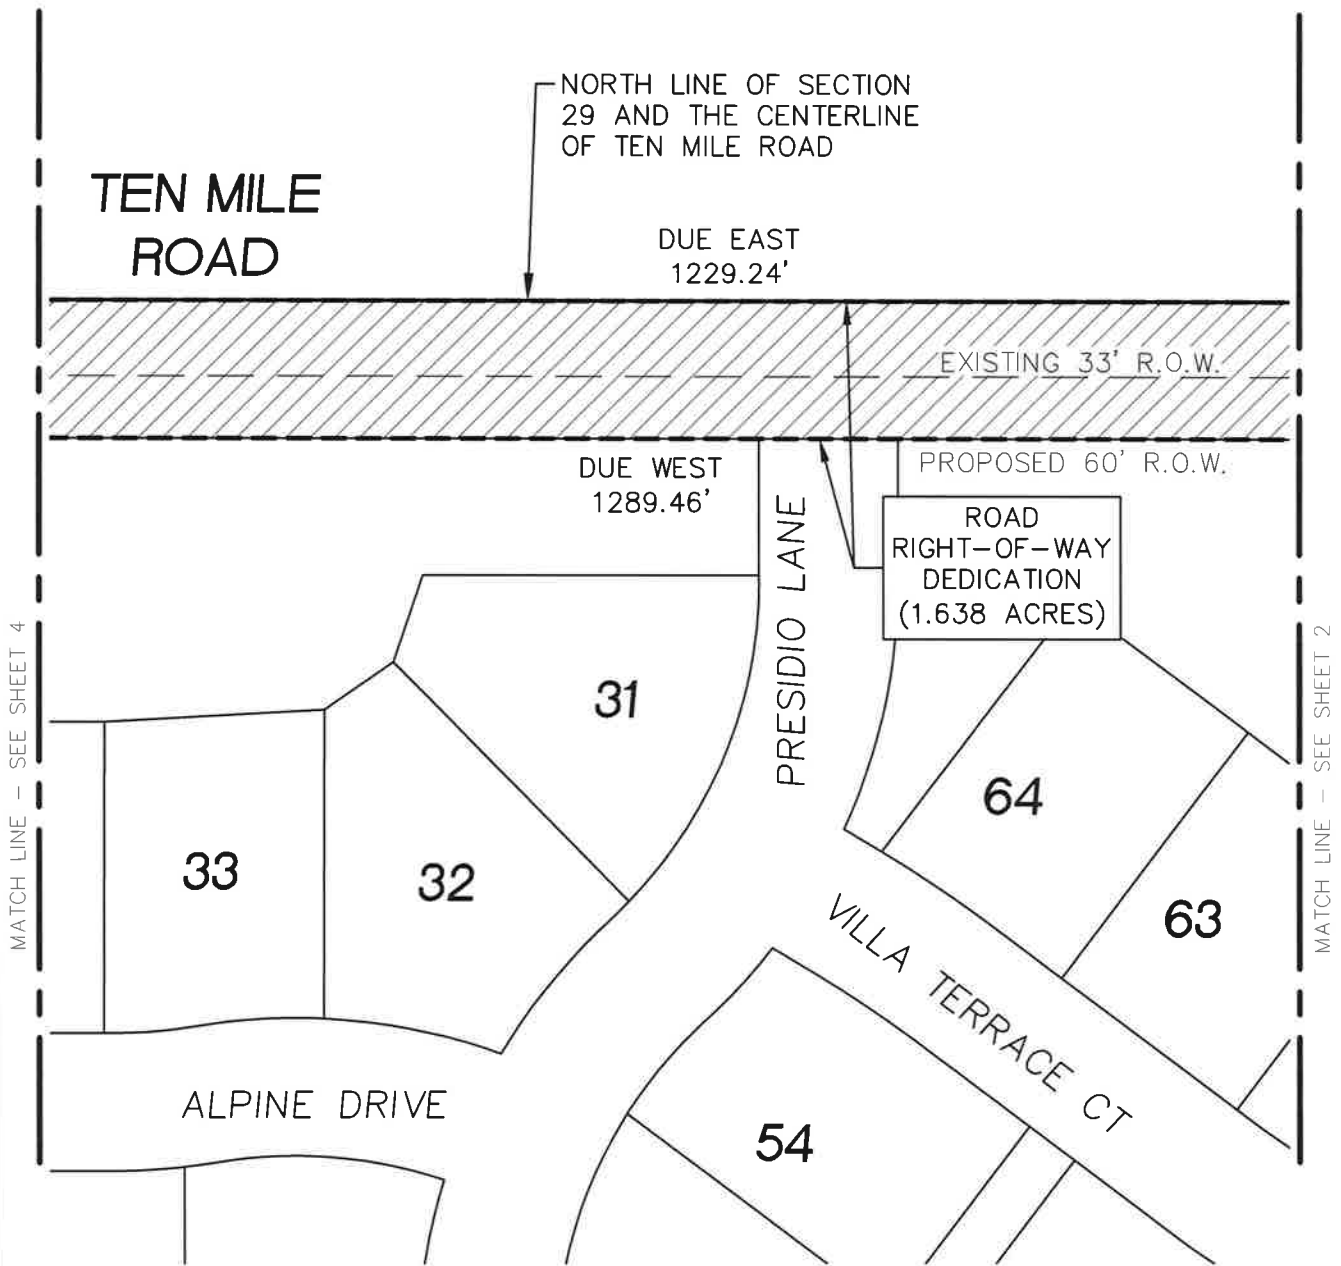 NORTH LINE OF SECTION
29 AND THE CENTERLINE
OF TEN MILE ROAD
TEN MILE
ROAD
DUE EAST
1229.24'
EXISTING 33' R.O.W.
DUE WEST
1289.46'
PROPOSED 60' R.O.W.
ROAD
RIGHT-OF-WAY
DEDICATION
(1.638 ACRES)
PRESIDIO LANE
MATCH LINE - SEE SHEET 4
MATCH LINE - SEE SHEET 2
31
64
33
32
63
VILLA TERRACE CT
ALPINE DRIVE
54